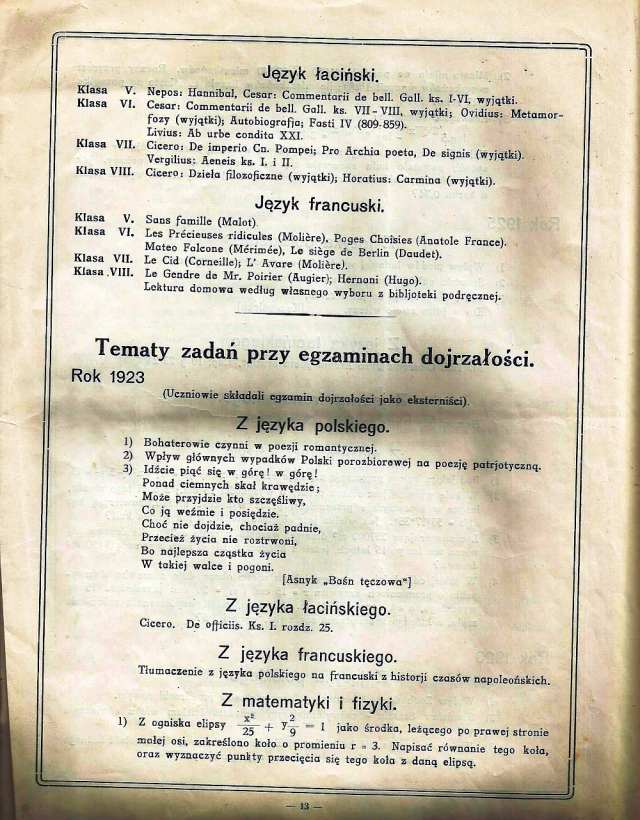 Język łaciński.
Klasa V. Nepos: Hannibal, Cesar: Commentarii de bell. Gall. ks. I-VI, wyjątki.
Klasa VI. Cesar: Commentarii de bell. Gall. ks. VII-VIII, wyjątki; Ovidius: Metamor-
fozy (wyjątki); Autobiografja; Fasti IV (809-859).
Livius: Ab urbe condita XXI.
Klasa VII. Cicero: De imperio Cn. Pompei; Pro Archia poeta, De signis (wyjątki).
Vergilius: Aeneis ks. I. i II.
Klasa VIII. Cicero: Dzieła filozoficzne (wyjątki); Horatius: Carmina (wyjątki).
Język francuski.
Klasa V. Sans famille (Malot).
Klasa VI. Les Précieuses ridicules (Molière), Poges Choisies (Anatole France).
Mateo Falcone (Mérimée), Le siège de Berlin (Daudet).
Klasa VII. Le Cid (Corneille); L' Avare (Molière).
Klasa VIII. Le Gendre de Mr. Poirier (Augier); Hernani (Hugo).
Lektura domowa według własnego wyboru z bibljoteki podręcznej.
Tematy zadań przy egzaminach dojrzałości.
Rok 1923
(Uczniowie składali egzamin dojrzałości jako eksterniści).
Z języka polskiego.
1) Bohaterowie czynni w poezji romantycznej.
2) Wpływ głównych wypadków Polski porozbiorowej na poezję patrjotyczną.
3) Idźcie piąć się w górę! w górę!
Ponad ciemnych skał krawędzie;
Może przyjdzie kto szczęśliwy,
Co ją weźmie i posiędzie.
Choć nie dojdzie, chociaż padnie,
Przecież życia nie roztrwoni,
Bo najlepsza cząstka życia
W takiej walce i pogoni.
[Asnyk „Baśń tęczowa"]
Z języka łacińskiego.
Cicero. De officiis. Ks. I. rozdz. 25.
Z języka francuskiego.
Tłumaczenie z języka polskiego na francuski z historji czasów napoleońskich.
Z matematyki i fizyki.
1) Z ogniska elipsy x²/25 + y2/9 = 1 jako środka, leżącego po prawej stronie
małej osi, zakreślono koło o promieniu r = 3. Napisać równanie tego koła,
oraz wyznaczyć punkty przecięcia się tego koła z daną elipsą.
— 13 —